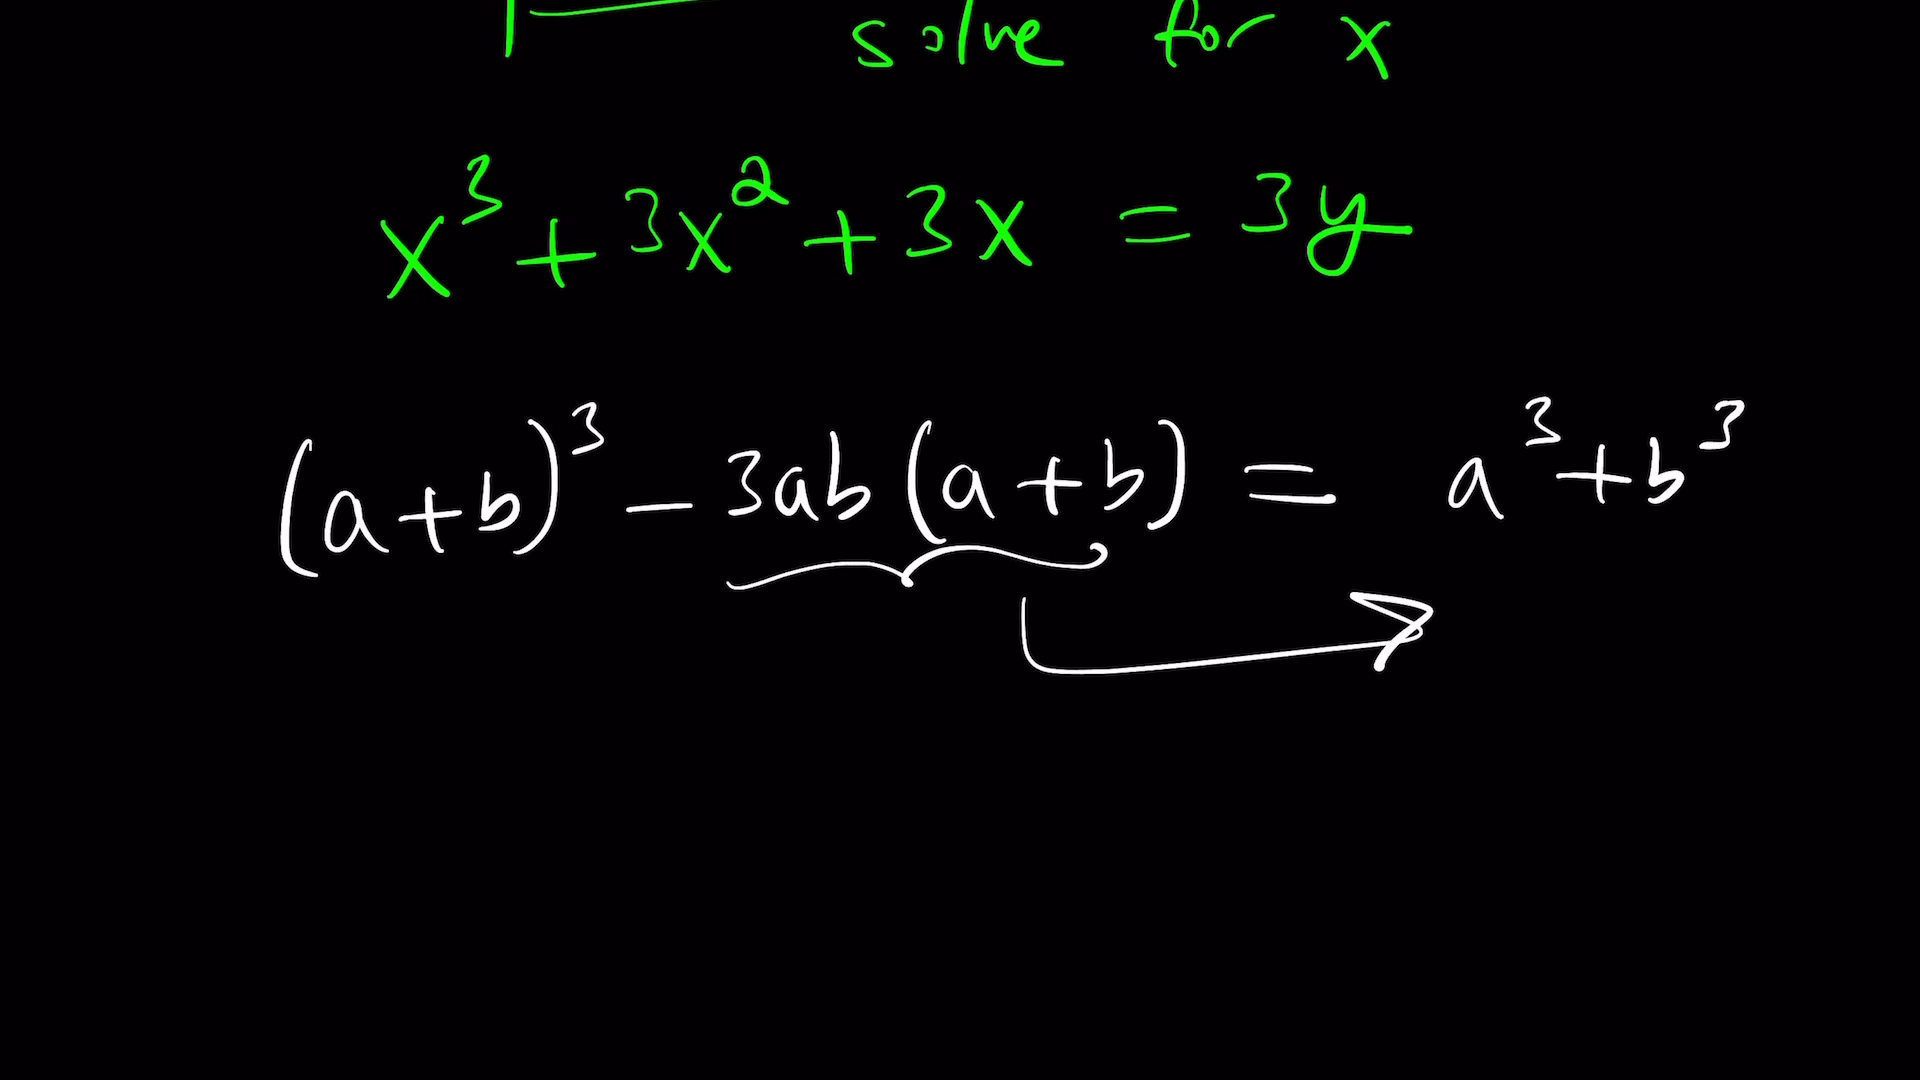 solve for x
x³ + 3x² + 3x = 3y
(a+b)³ - 3ab(a+b) = a³+b³